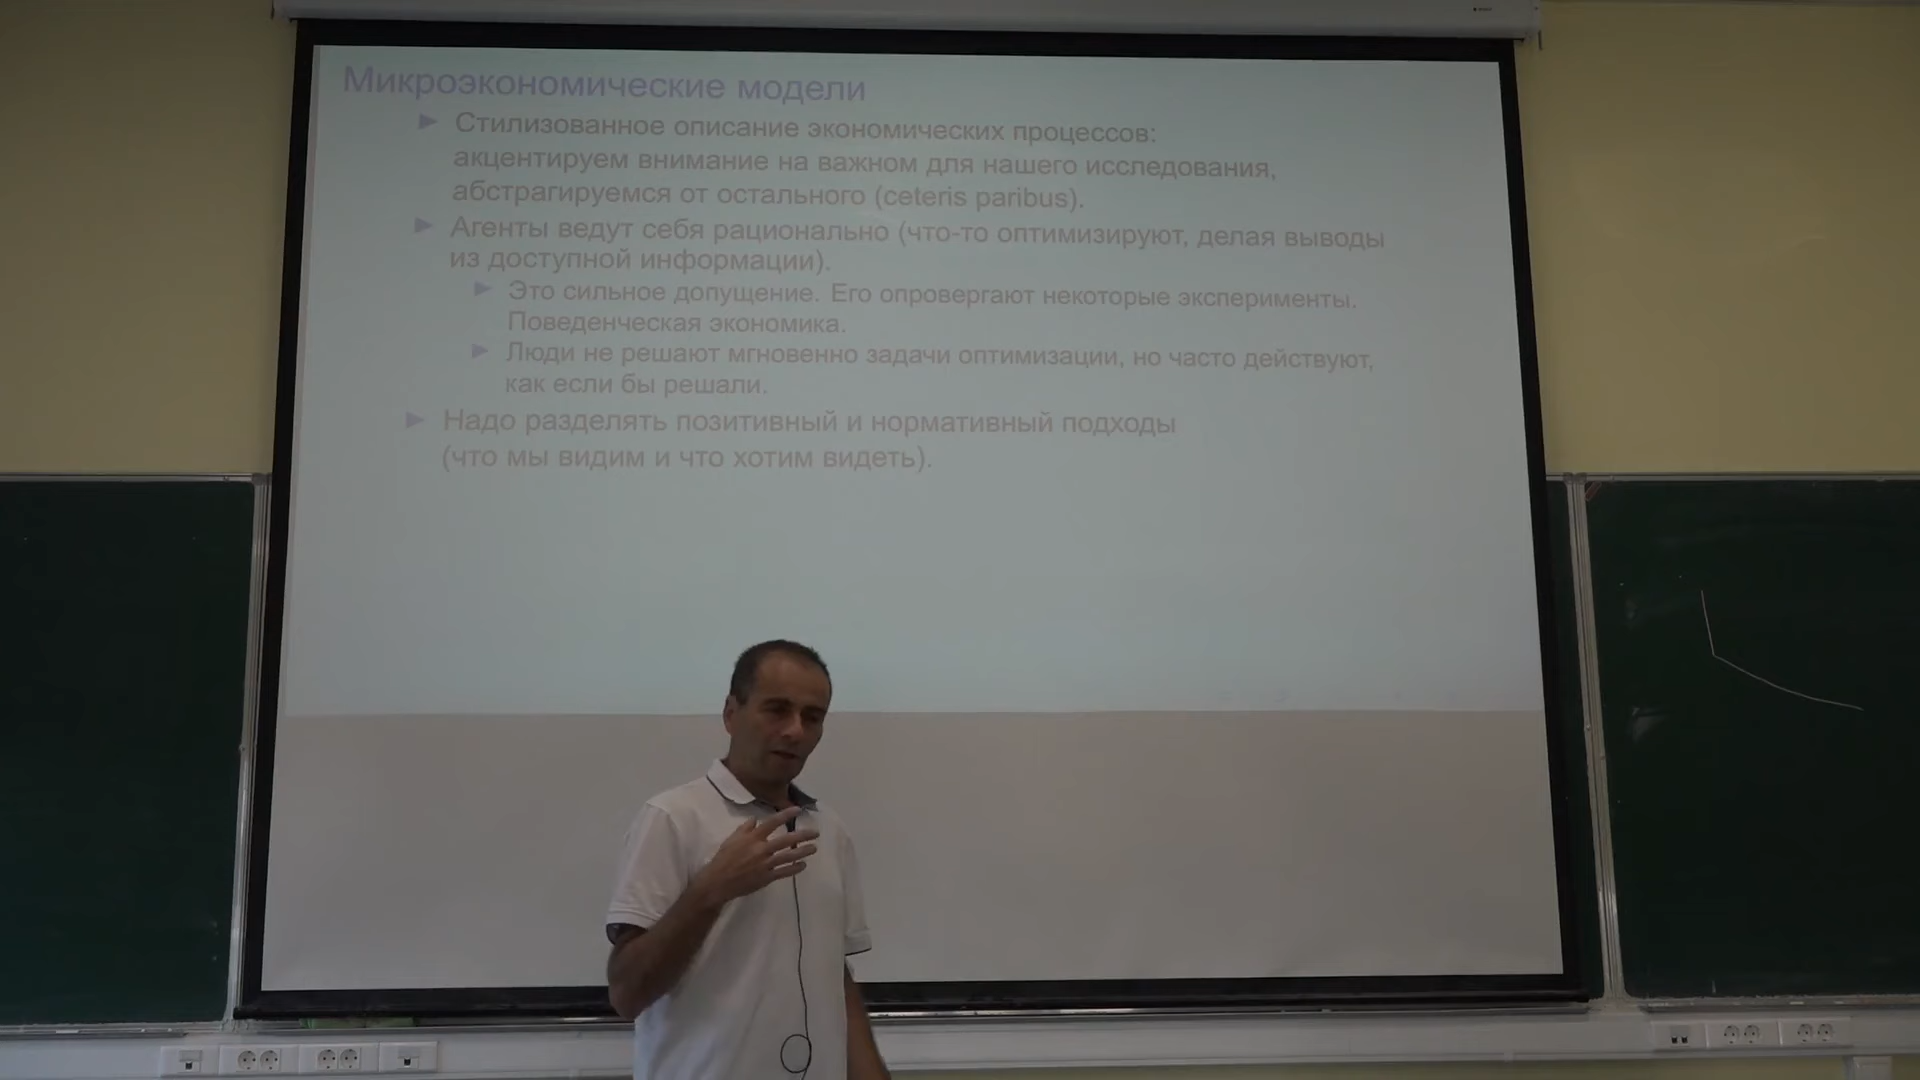 Микроэкономические модели
Стилизованное описание экономических процессов:
акцентируем внимание на важном для нашего исследования,
абстрагируемся от остального (ceteris paribus).
Агенты ведут себя рационально (что-то оптимизируют, делая выводы
из доступной информации).
Это сильное допущение. Его опровергают некоторые эксперименты.
Поведенческая экономика.
Люди не решают мгновенно задачи оптимизации, но часто действуют,
как если бы решали.
Надо разделять позитивный и нормативный подходы
(что мы видим и что хотим видеть).